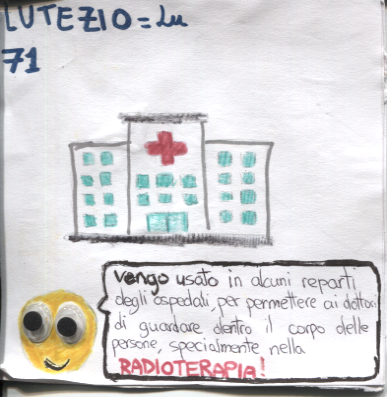 LUTEZIO = Lu
71
Vengo usato in alcuni reparti
degli ospedali, per permettere ai dottori
di guardare dentro il corpo delle
persone, specialmente nella
RADIOTERAPIA!